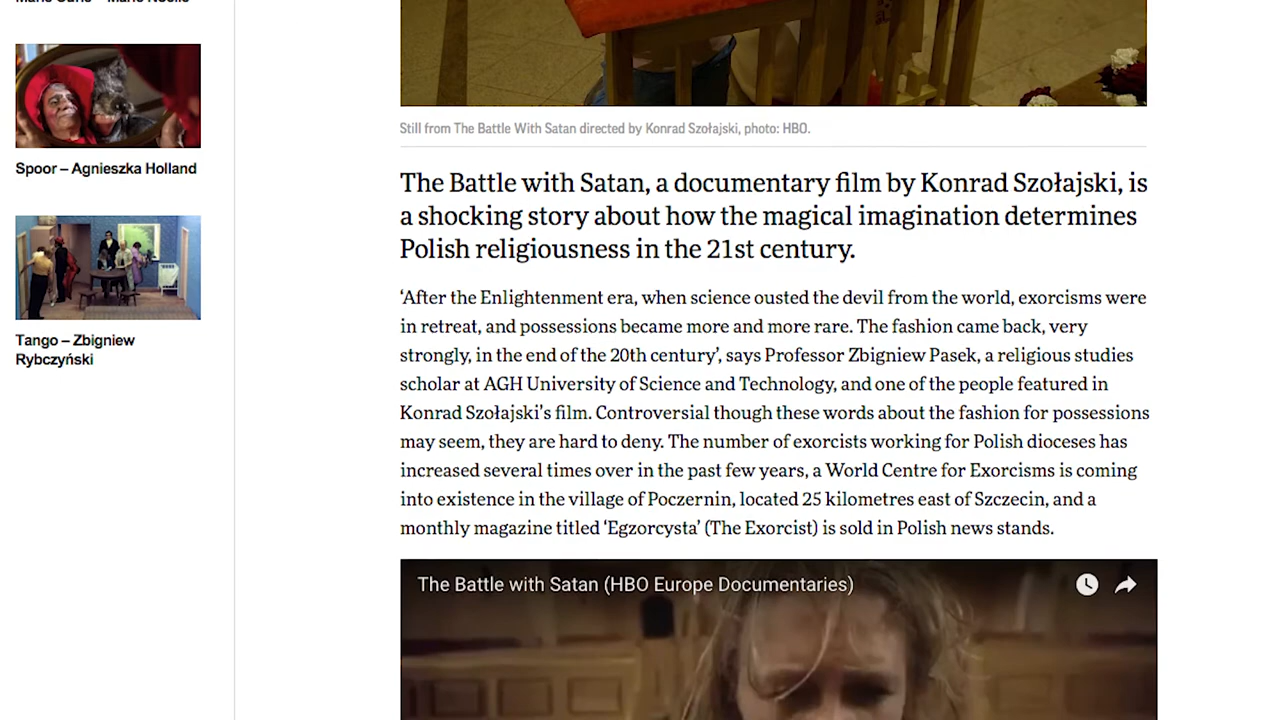 Marie Curie – Marie Noëlle
Spoor – Agnieszka Holland
Tango – Zbigniew
Rybczyński
Still from The Battle With Satan directed by Konrad Szołajski, photo: HBO.
The Battle with Satan, a documentary film by Konrad Szołajski, is
a shocking story about how the magical imagination determines
Polish religiousness in the 21st century.
‘After the Enlightenment era, when science ousted the devil from the world, exorcisms were
in retreat, and possessions became more and more rare. The fashion came back, very
strongly, in the end of the 20th century’, says Professor Zbigniew Pasek, a religious studies
scholar at AGH University of Science and Technology, and one of the people featured in
Konrad Szołajski’s film. Controversial though these words about the fashion for possessions
may seem, they are hard to deny. The number of exorcists working for Polish dioceses has
increased several times over in the past few years, a World Centre for Exorcisms is coming
into existence in the village of Poczernin, located 25 kilometres east of Szczecin, and a
monthly magazine titled ‘Egzorcysta’ (The Exorcist) is sold in Polish news stands.
The Battle with Satan (HBO Europe Documentaries)